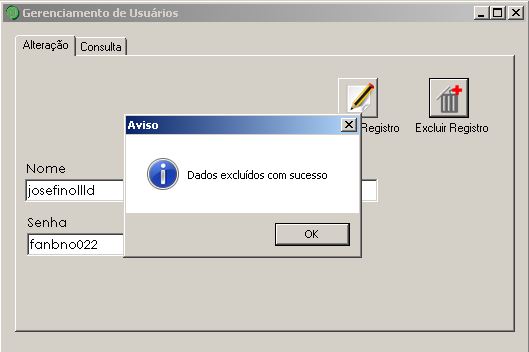 Gerenciamento de Usuários
Alteração
Consulta
Registro
Excluir Registro
Aviso
Dados excluídos com sucesso
OK
Nome
josefinollld
Senha
fanbno022